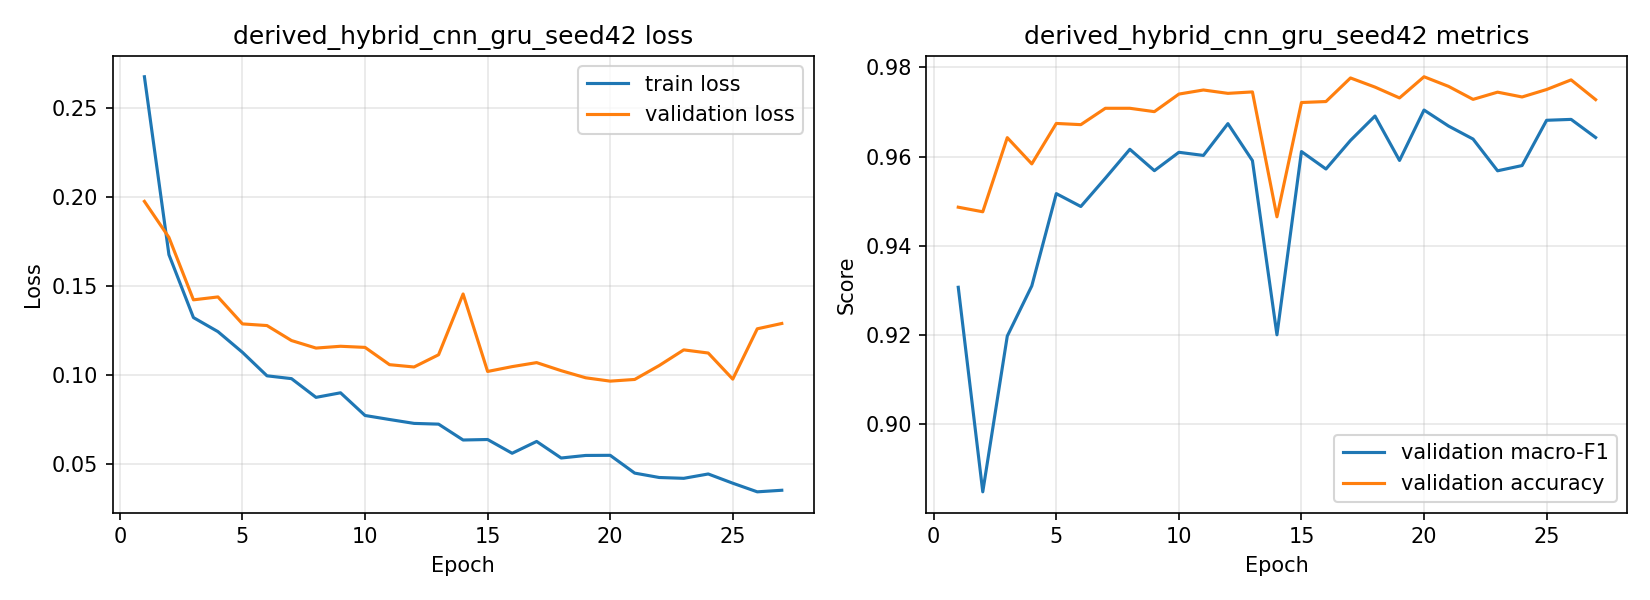 derived_hybrid_cnn_gru_seed42 loss
train loss
validation loss
0.25
0.20
0.15
0.10
0.05
Loss
0
5
10
15
20
25
Epoch
derived_hybrid_cnn_gru_seed42 metrics
0.98
0.96
0.94
0.92
0.90
Score
validation macro-F1
validation accuracy
0
5
10
15
20
25
Epoch